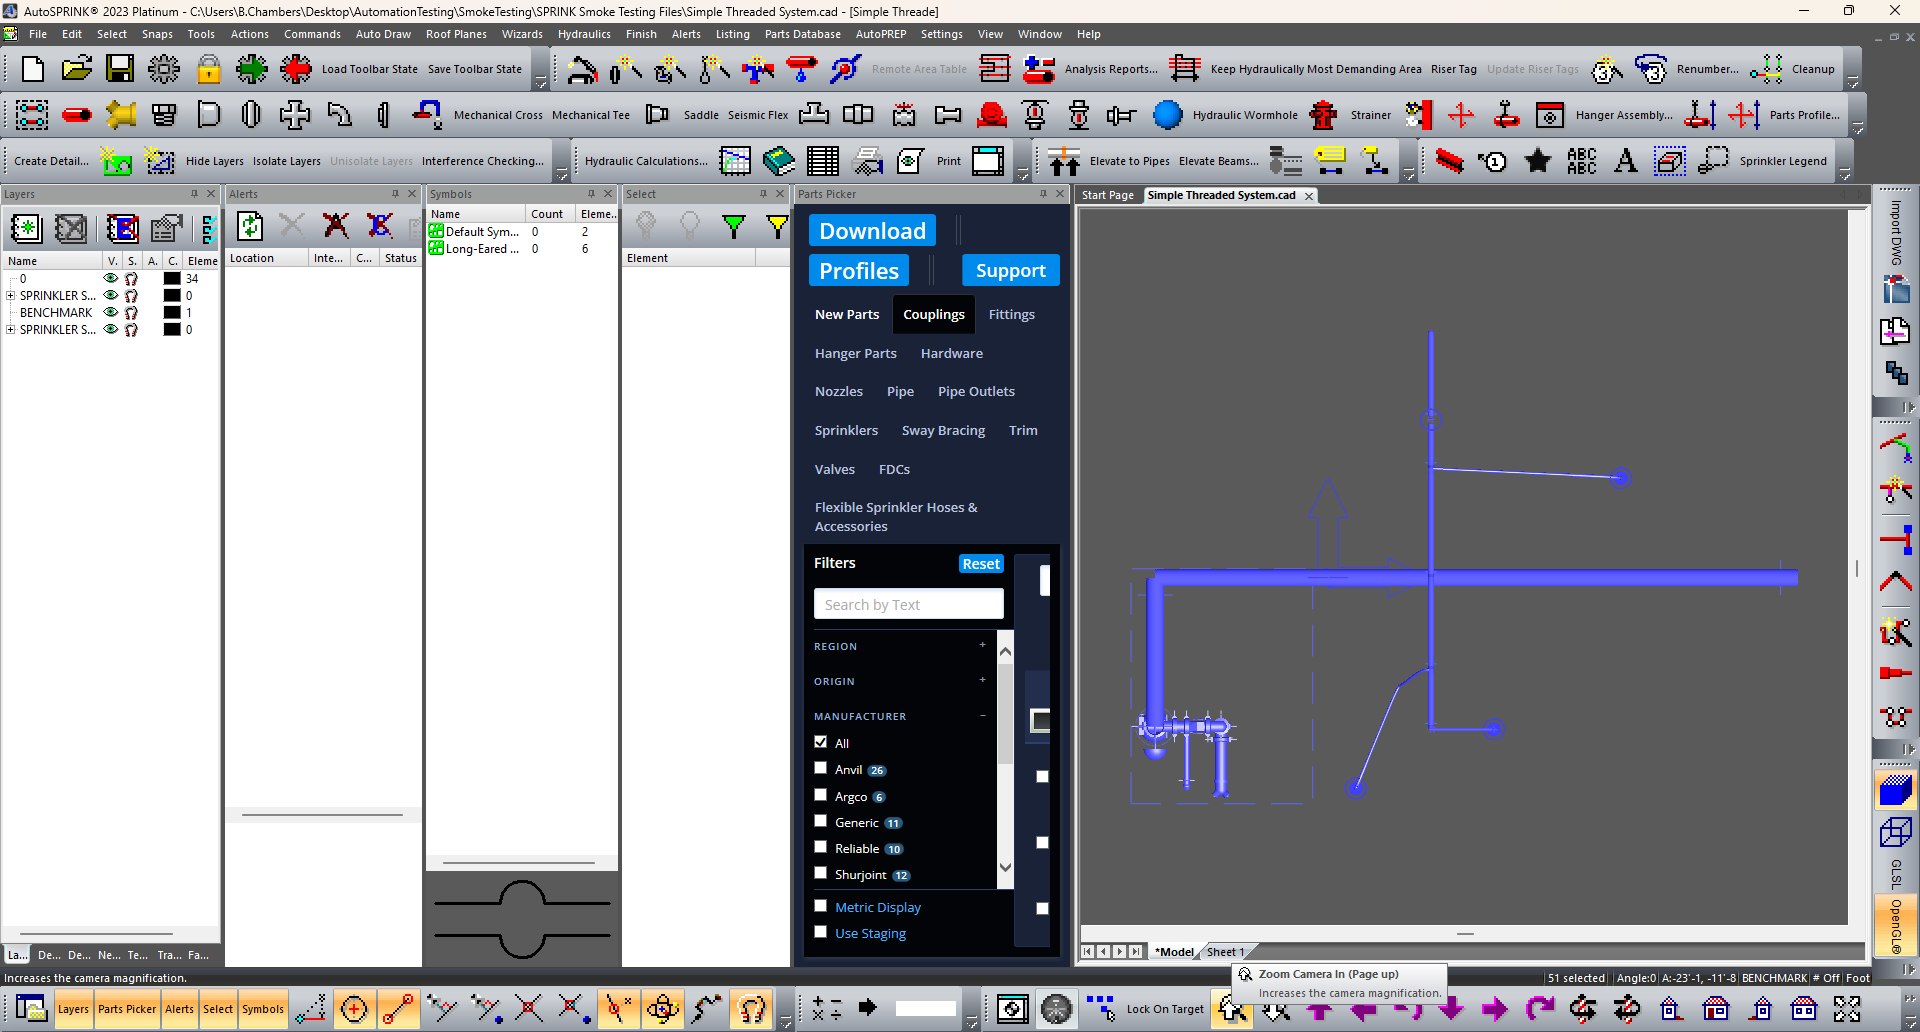 AutoSPRINK® 2023 Platinum - C:\Users\B.Chambers\Desktop\AutomationTesting\SmokeTesting\SPRINK Smoke Testing Files\Simple Threaded System.cad - [Simple Threade]
File Edit Select Snaps Tools Actions Commands Auto Draw Roof Planes Wizards Hydraulics Finish Alerts Listing Parts Database AutoPREP Settings View Window Help
Load Toolbar State Save Toolbar State Remote Area Table Analysis Reports... Keep Hydraulically Most Demanding Area Riser Tag Update Riser Tags Renumber... Cleanup
Mechanical Cross Mechanical Tee Saddle Seismic Flex Hydraulic Wormhole Strainer Hanger Assembly... Parts Profile...
Create Detail... Hide Layers Isolate Layers Unisolate Layers Interference Checking... Hydraulic Calculations... Print Elevate to Pipes Elevate Beams... ABC ABC A Sprinkler Legend
Layers Alerts Symbols Select Parts Picker Start Page Simple Threaded System.cad
Name V. S. A. C. Eleme
0 34
SPRINKLER S... 0
BENCHMARK 1
SPRINKLER S... 0
Location Inte... C... Status
Name Count Eleme..
Default Sym... 0 2
Long-Eared ... 0 6
Element
Download
Profiles Support
New Parts Couplings Fittings
Hanger Parts Hardware
Nozzles Pipe Pipe Outlets
Sprinklers Sway Bracing Trim
Valves FDCs
Flexible Sprinkler Hoses &
Accessories
Filters Reset
Search by Text
REGION +
ORIGIN +
MANUFACTURER −
All
Anvil 26
Argco 6
Generic 11
Reliable 10
Shurjoint 12
Metric Display
Use Staging
Import DWG
GLSL
OpenGL®
La... De... De... Ne... Te... Tra... Fa...
*Model Sheet 1
Zoom Camera In (Page up)
Increases the camera magnification.
Increases the camera magnification.
51 selected Angle:0 A:-23'-1, -11'-8 BENCHMARK # Off Foot
Layers Parts Picker Alerts Select Symbols Lock On Target